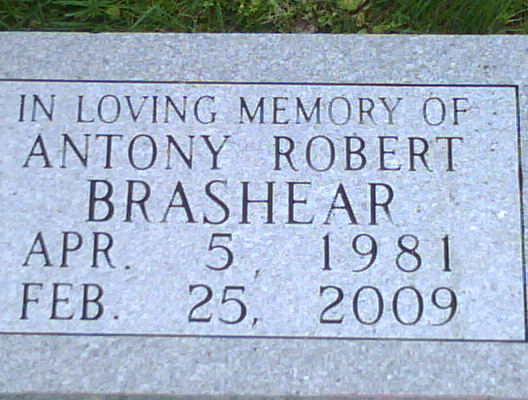 IN LOVING MEMORY OF
ANTONY ROBERT
BRASHEAR
APR. 5, 1981
FEB. 25, 2009